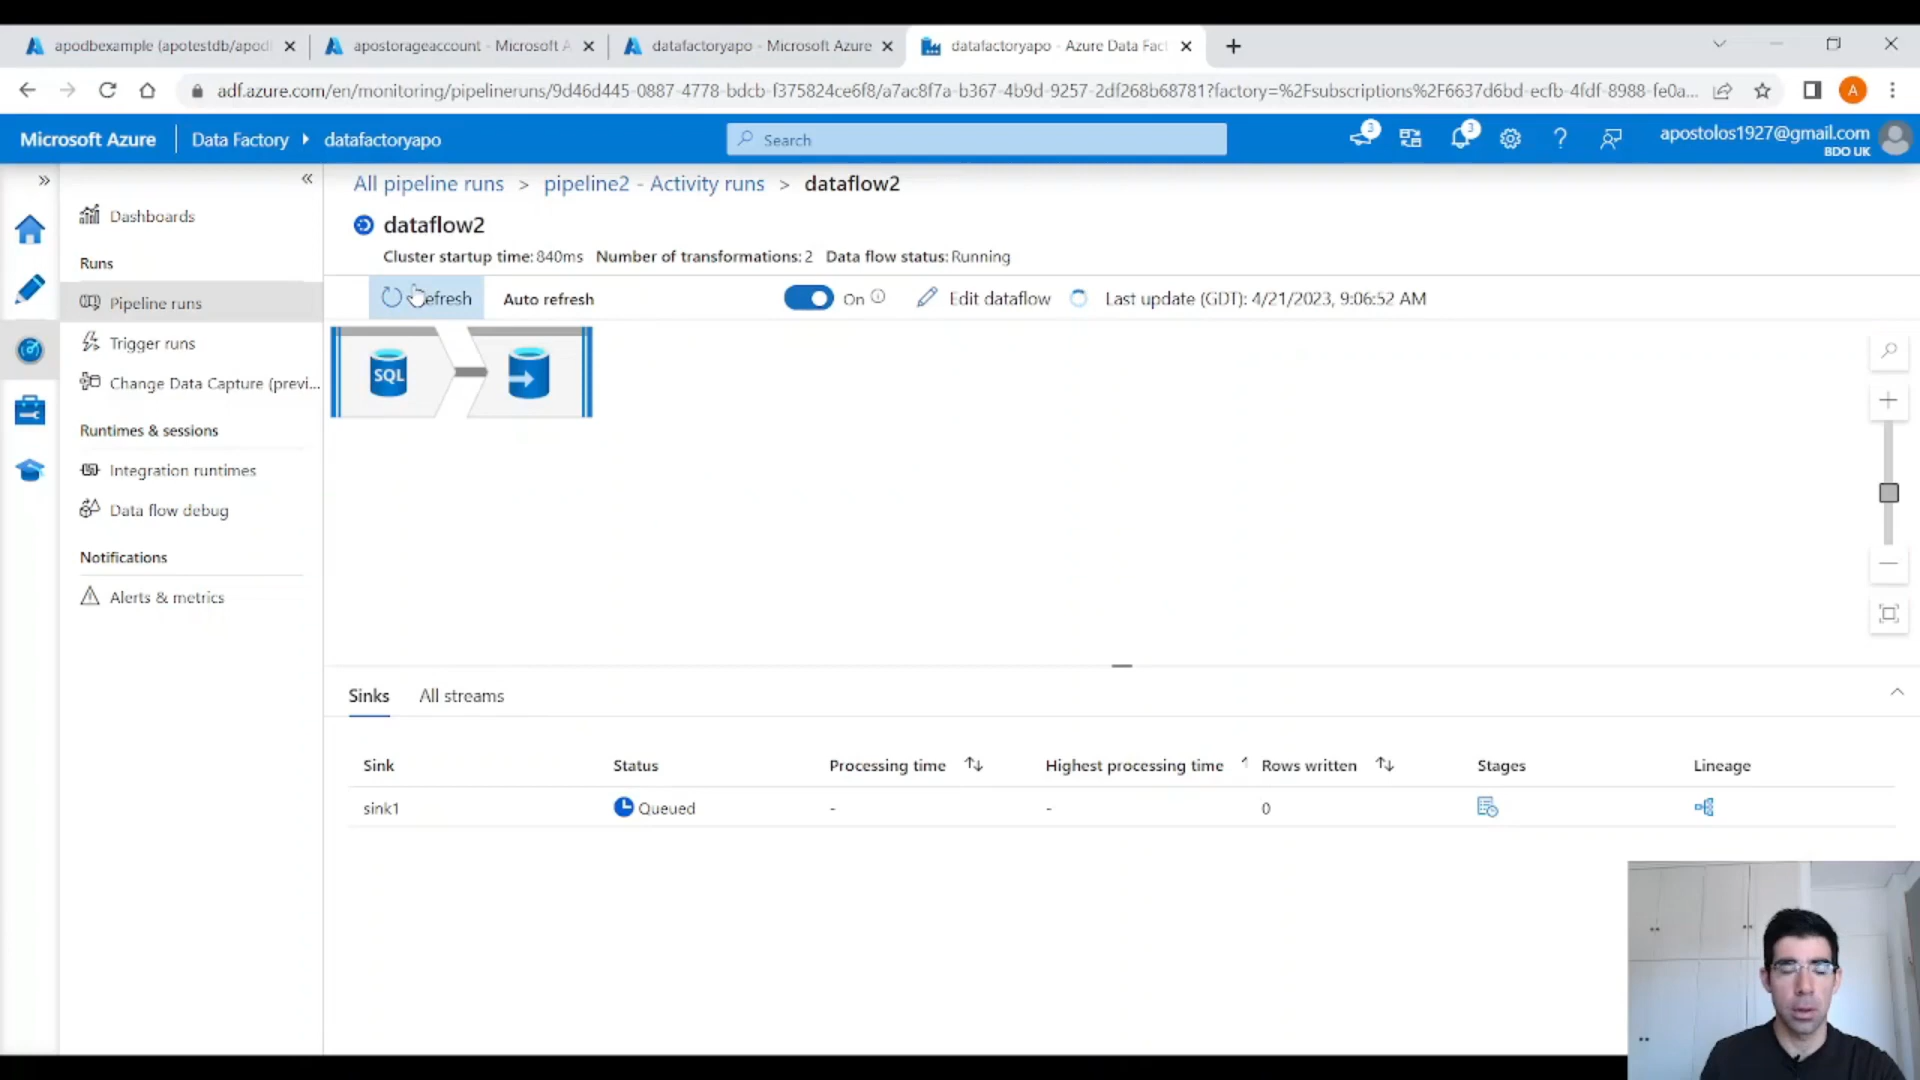 apodbexample (apotestdb/apod
apostorageaccount - Microsoft A
datafactoryapo - Microsoft Azure
datafactoryapo - Azure Data Fact
adf.azure.com/en/monitoring/pipelineruns/9d46d445-0887-4778-bdcb-f375824ce6f8/a7ac8f7a-b367-4b9d-9257-2df268b68781?factory=%2Fsubscriptions%2F6637d6bd-ecfb-4fdf-8988-fe0a...
A
Microsoft Azure
Data Factory
datafactoryapo
Search
3
3
apostolos1927@gmail.com
BDO UK
All pipeline runs > pipeline2 - Activity runs > dataflow2
Dashboards
Runs
Pipeline runs
Trigger runs
Change Data Capture (previ...
Runtimes & sessions
Integration runtimes
Data flow debug
Notifications
Alerts & metrics
dataflow2
Cluster startup time: 840ms Number of transformations: 2 Data flow status: Running
Refresh
Auto refresh
On
Edit dataflow
Last update (GDT): 4/21/2023, 9:06:52 AM
SQL
Sinks
All streams
Sink Status Processing time Highest processing time Rows written Stages Lineage
sink1 Queued - - 0